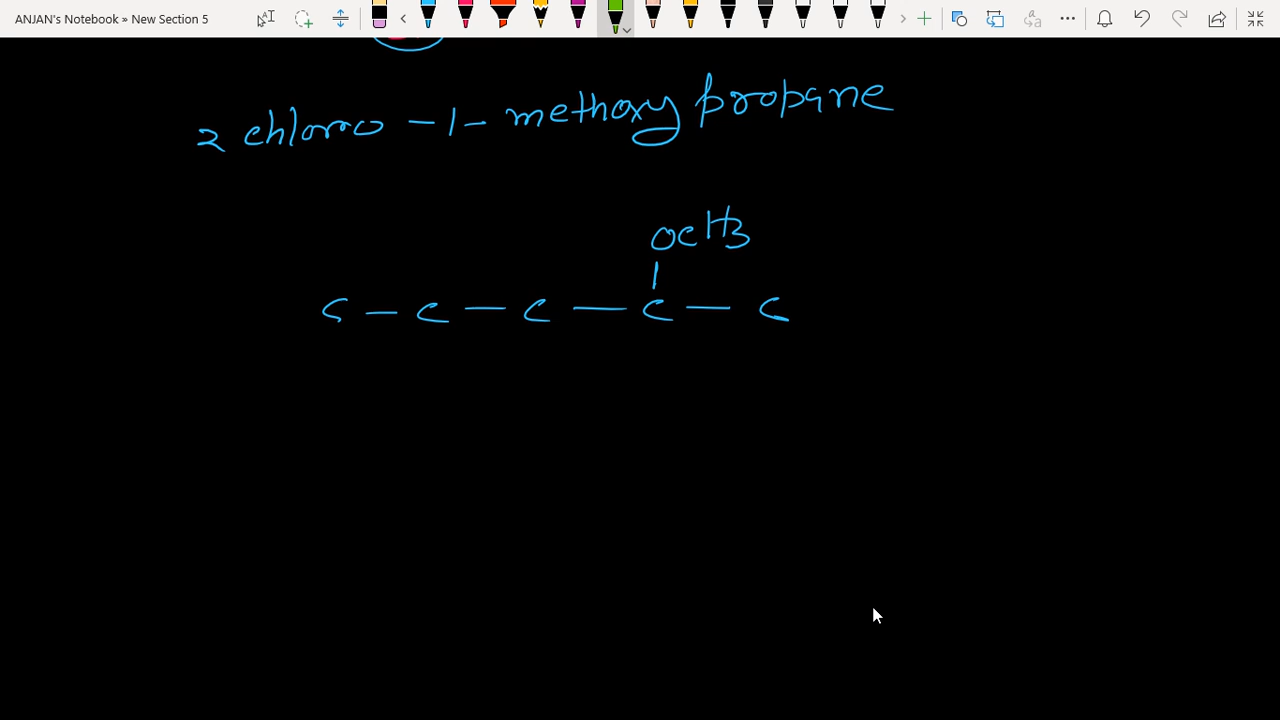 ANJAN's Notebook » New Section 5
2 chloro - 1 - methoxy propane
OCH3
C - C - C - C - C